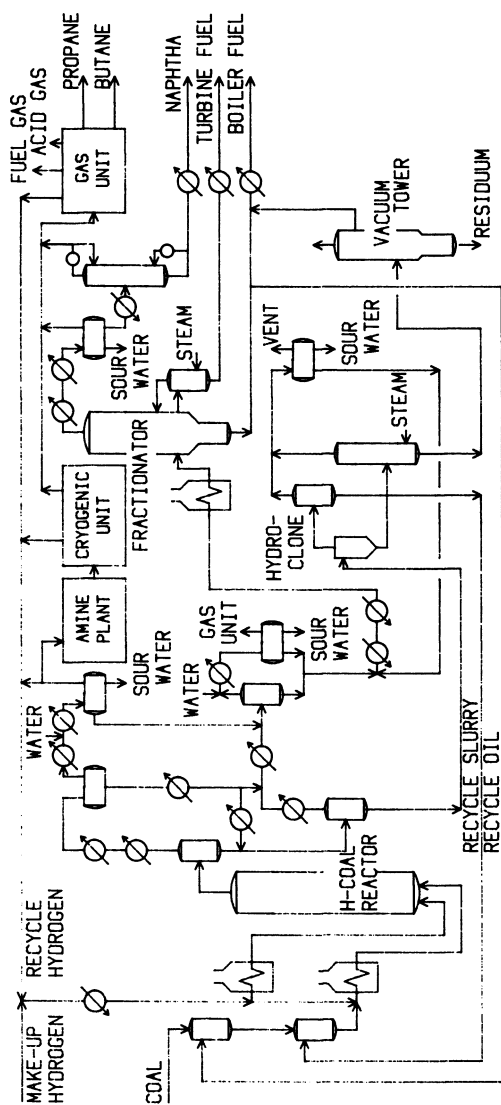 MAKE-UP
HYDROGEN
RECYCLE
HYDROGEN
COAL
H-COAL
REACTOR
WATER
SOUR
WATER
AMINE
PLANT
CRYOGENIC
UNIT
WATER
GAS
UNIT
SOUR
WATER
FRACTIONATOR
SOUR
WATER
STEAM
FUEL GAS
ACID GAS
GAS
UNIT
PROPANE
BUTANE
NAPHTHA
TURBINE FUEL
BOILER FUEL
HYDRO-
CLONE
VENT
SOUR
WATER
STEAM
VACUUM
TOWER
RESIDUUM
RECYCLE SLURRY
RECYCLE OIL